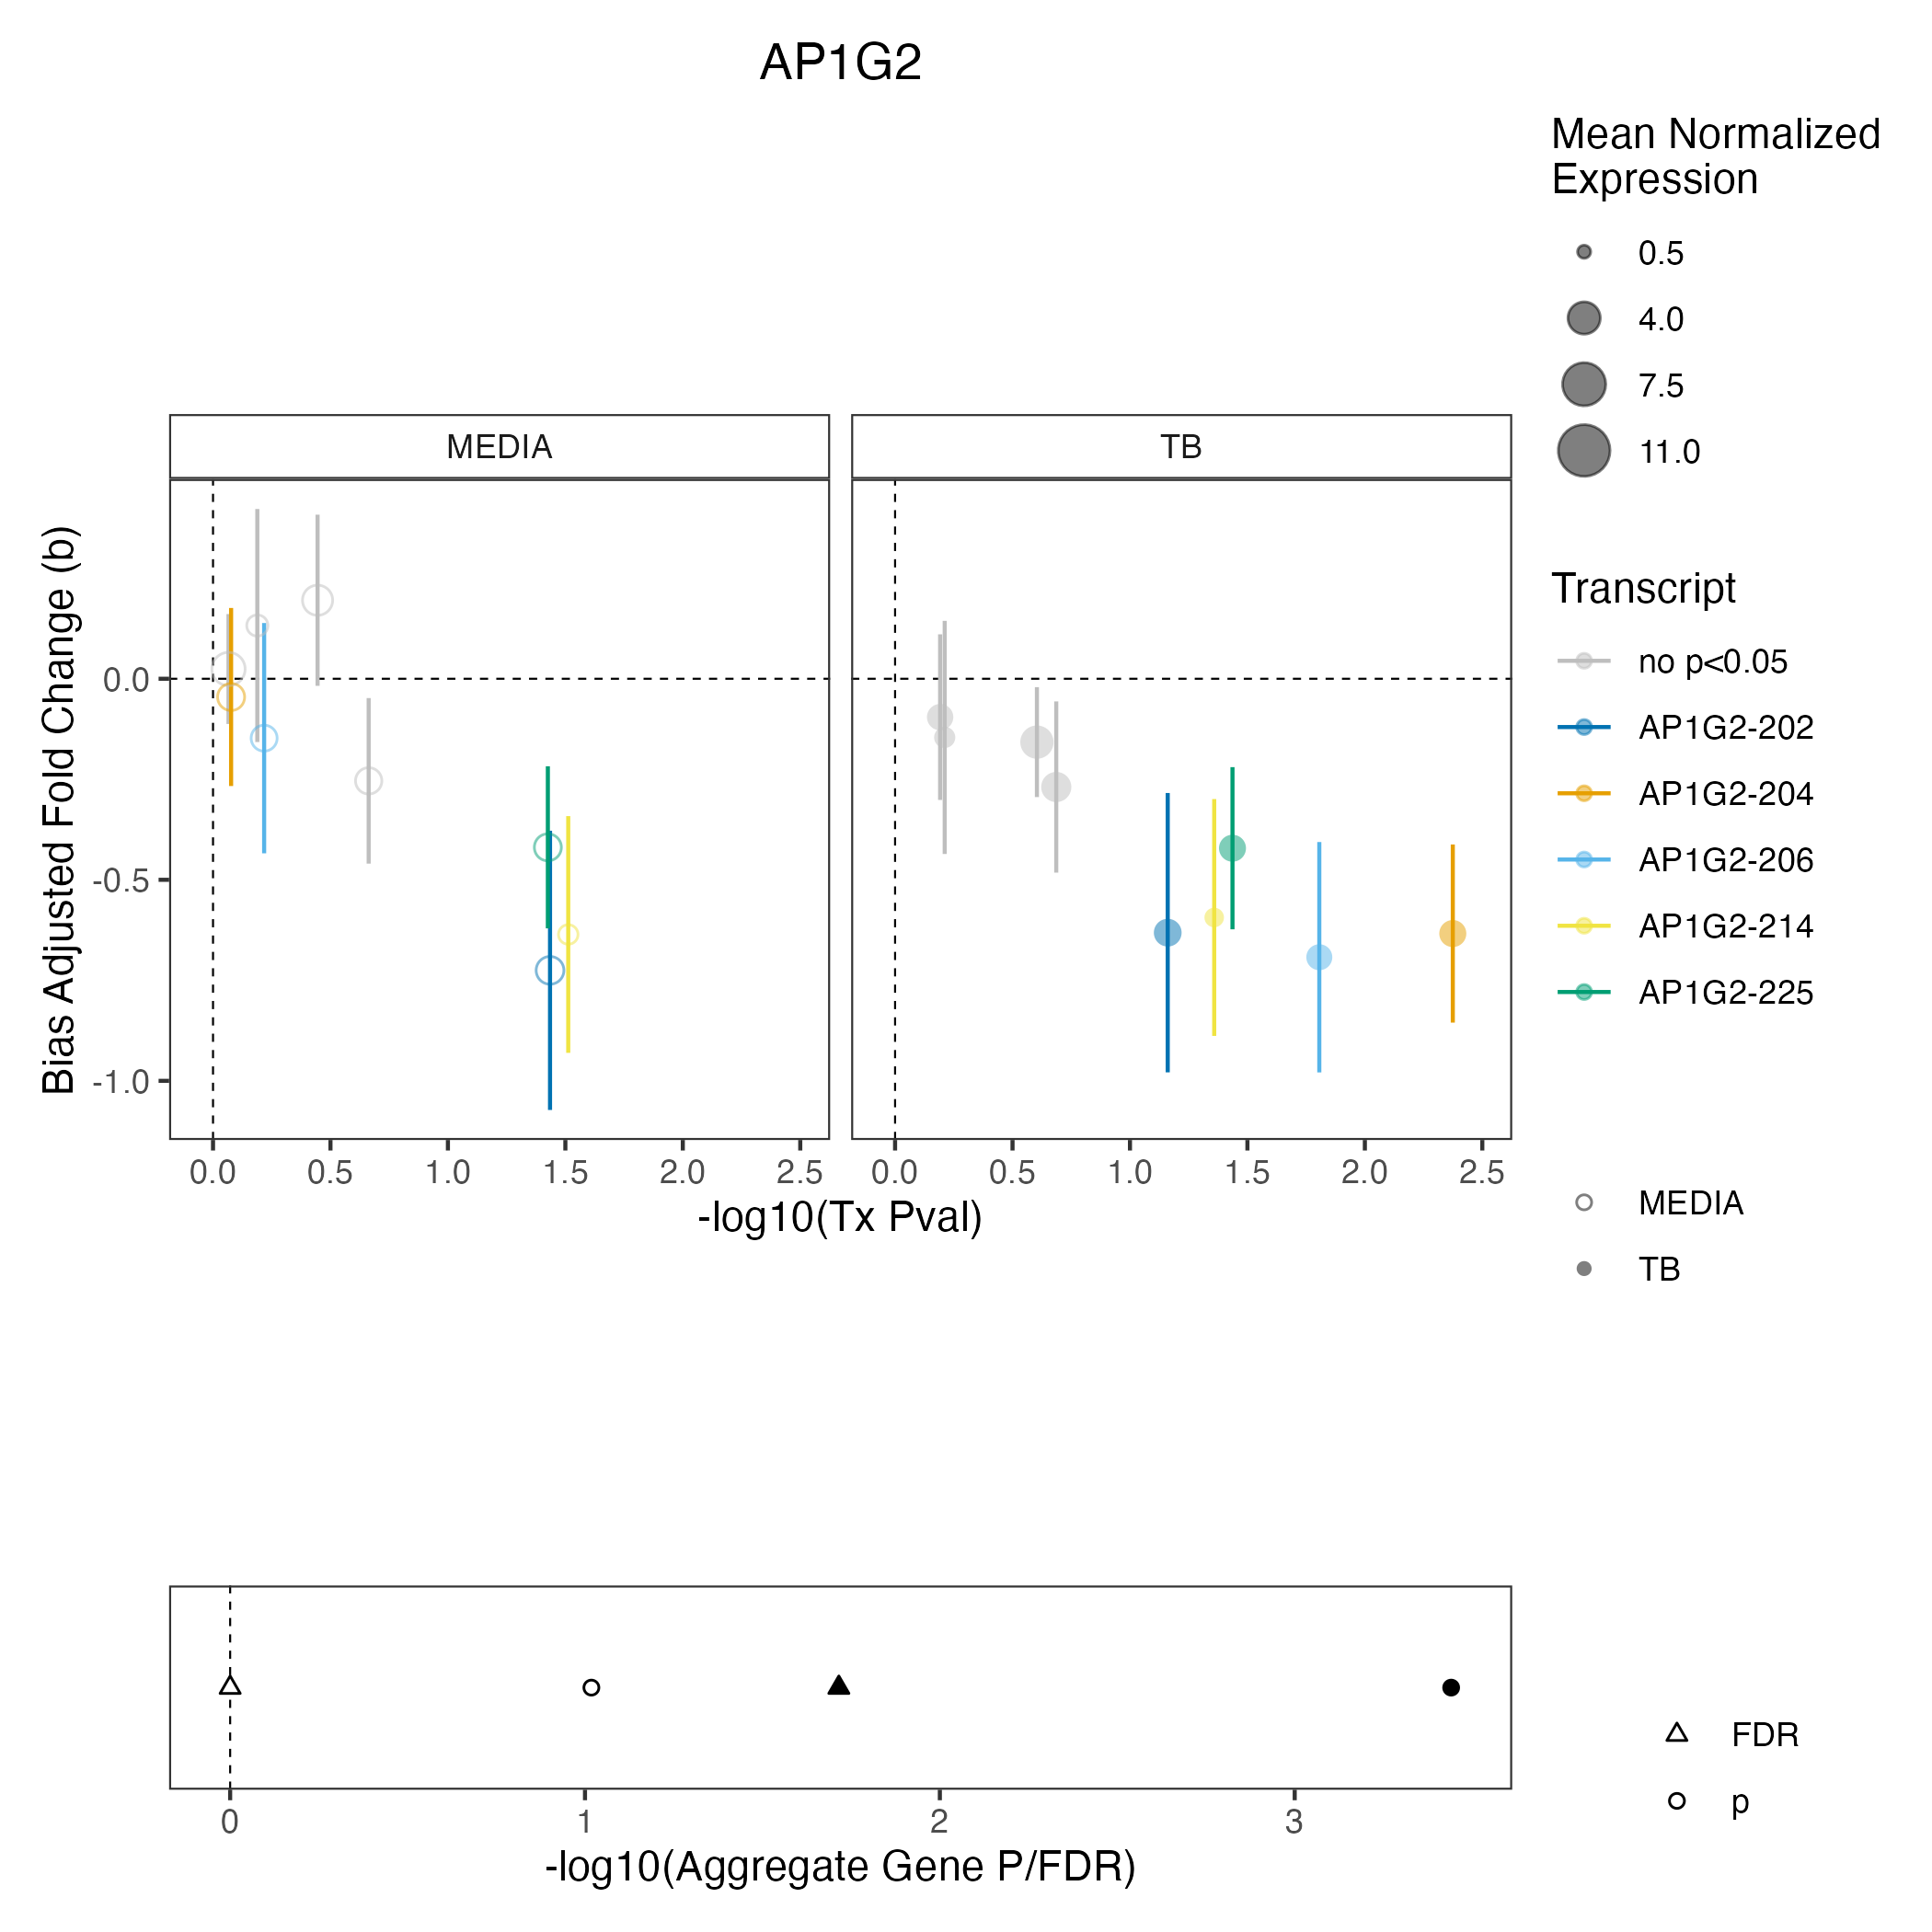 AP1G2
Mean Normalized
Expression
0.5
4.0
7.5
11.0
Transcript
no p<0.05
AP1G2-202
AP1G2-204
AP1G2-206
AP1G2-214
AP1G2-225
MEDIA
TB
MEDIA
TB
Bias Adjusted Fold Change (b)
0.0
-0.5
-1.0
0.0 0.5 1.0 1.5 2.0 2.5
0.0 0.5 1.0 1.5 2.0 2.5
-log10(Tx Pval)
0 1 2 3
-log10(Aggregate Gene P/FDR)
FDR
p